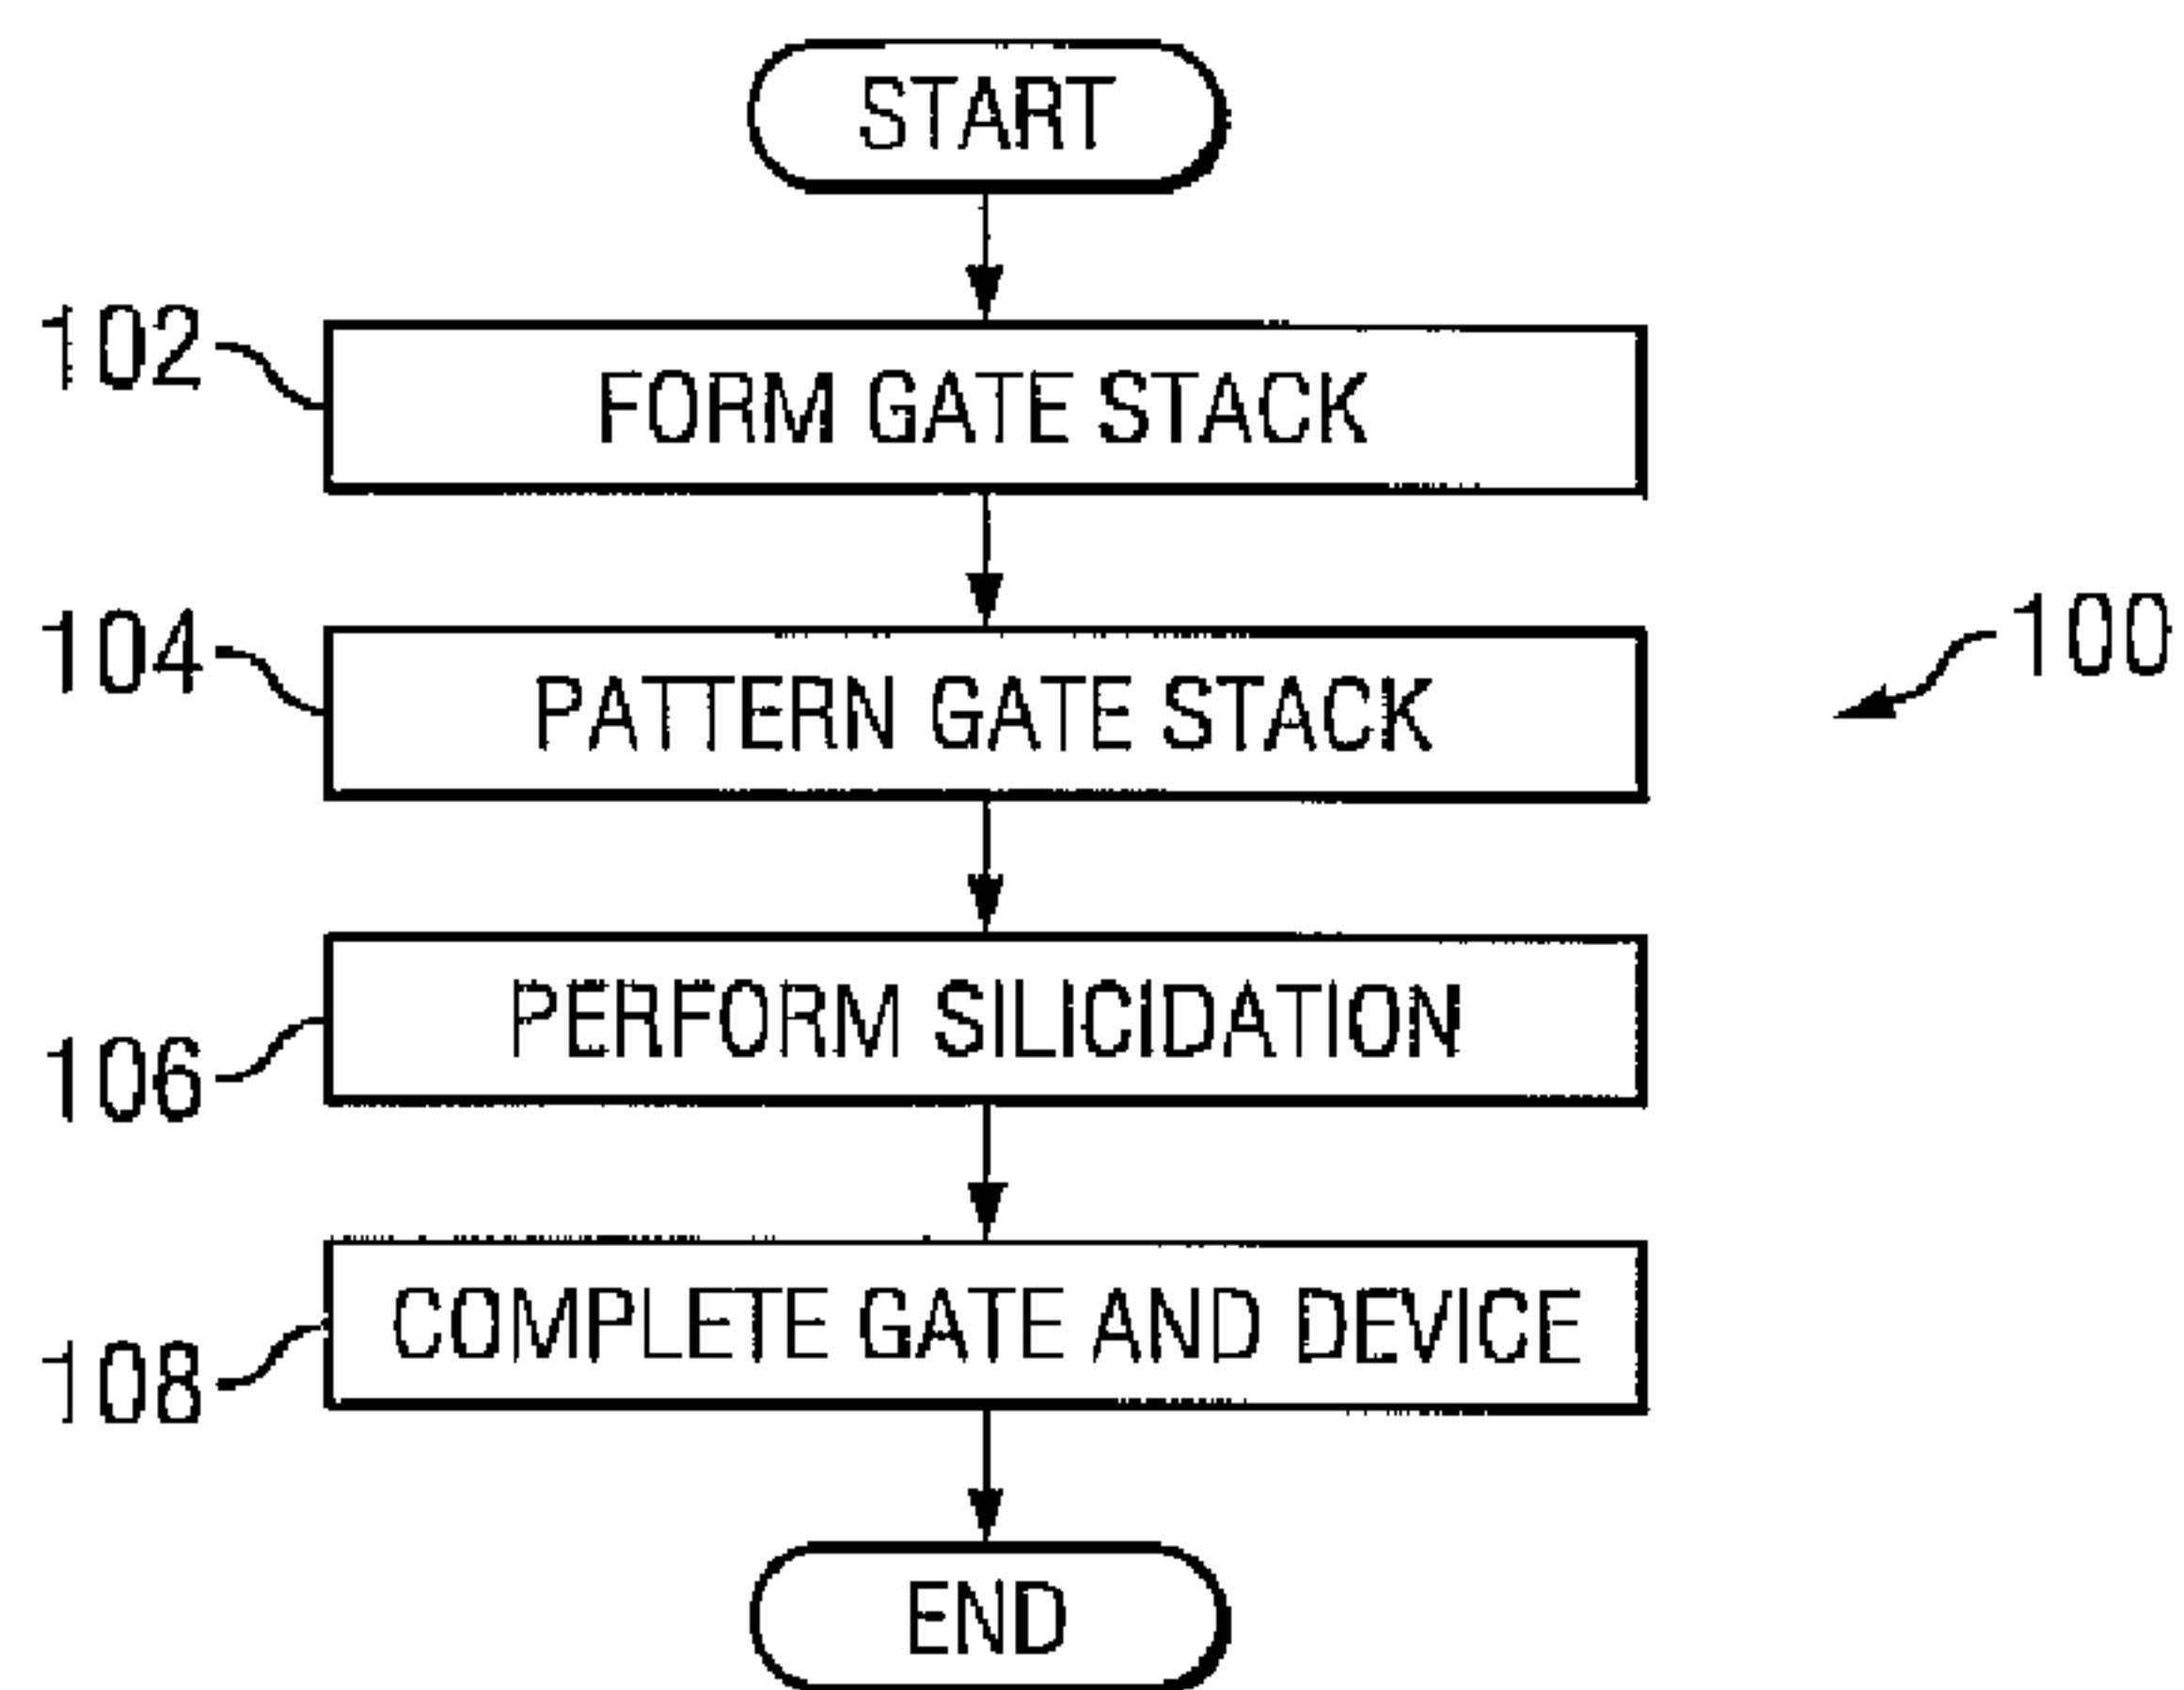 START
102
FORM GATE STACK
104
PATTERN GATE STACK
100
PERFORM SILICIDATION
106
COMPLETE GATE AND DEVICE
108
END